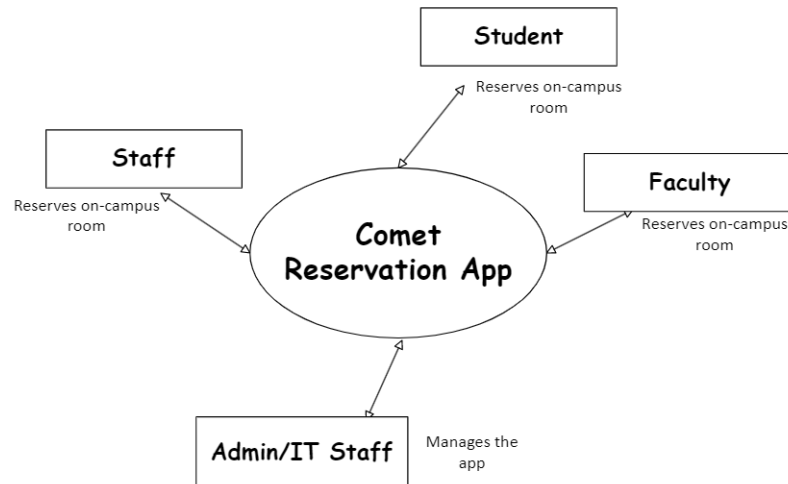 Student
Reserves on-campus
room
Staff
Reserves on-campus
room
Faculty
Reserves on-campus
room
Comet
Reservation App
Admin/IT Staff
Manages the
app